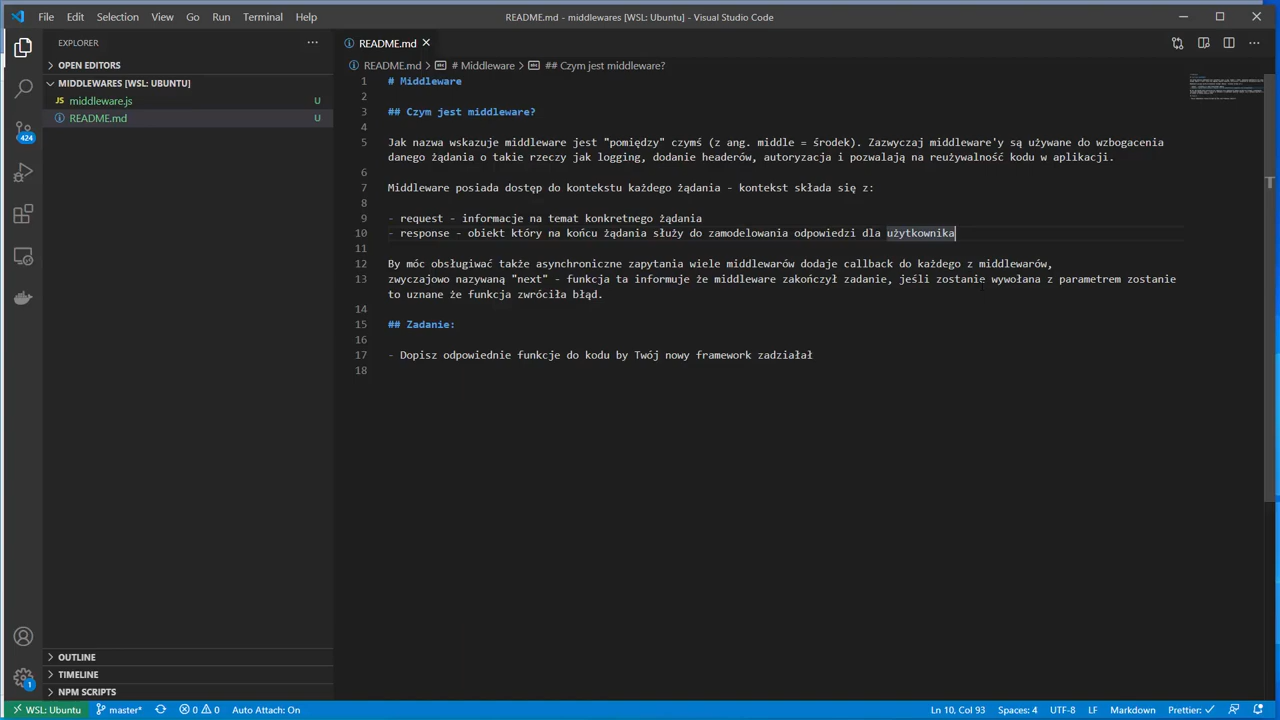 File Edit Selection View Go Run Terminal Help
README.md - middlewares [WSL: Ubuntu] - Visual Studio Code
EXPLORER
OPEN EDITORS
MIDDLEWARES [WSL: UBUNTU]
middleware.js U
README.md U
424
README.md
README.md > # Middleware > ## Czym jest middleware?
1 # Middleware
2
3 ## Czym jest middleware?
4
5 Jak nazwa wskazuje middleware jest "pomiędzy" czymś (z ang. middle = środek). Zazwyczaj middleware'y są używane do wzbogacenia
danego żądania o takie rzeczy jak logging, dodanie headerów, autoryzacja i pozwalają na reużywalność kodu w aplikacji.
6
7 Middleware posiada dostęp do kontekstu każdego żądania - kontekst składa się z:
8
9 - request - informacje na temat konkretnego żądania
10 - response - obiekt który na końcu żądania służy do zamodelowania odpowiedzi dla użytkownika
11
12 By móc obsługiwać także asynchroniczne zapytania wiele middlewarów dodaje callback do każdego z middlewarów,
13 zwyczajowo nazywaną "next" - funkcja ta informuje że middleware zakończył zadanie, jeśli zostanie wywołana z parametrem zostanie
to uznane że funkcja zwróciła błąd.
14
15 ## Zadanie:
16
17 - Dopisz odpowiednie funkcje do kodu by Twój nowy framework zadziałał
18
OUTLINE
TIMELINE
NPM SCRIPTS
1
WSL: Ubuntu master* 0 0 Auto Attach: On Ln 10, Col 93 Spaces: 4 UTF-8 LF Markdown Prettier: ✓